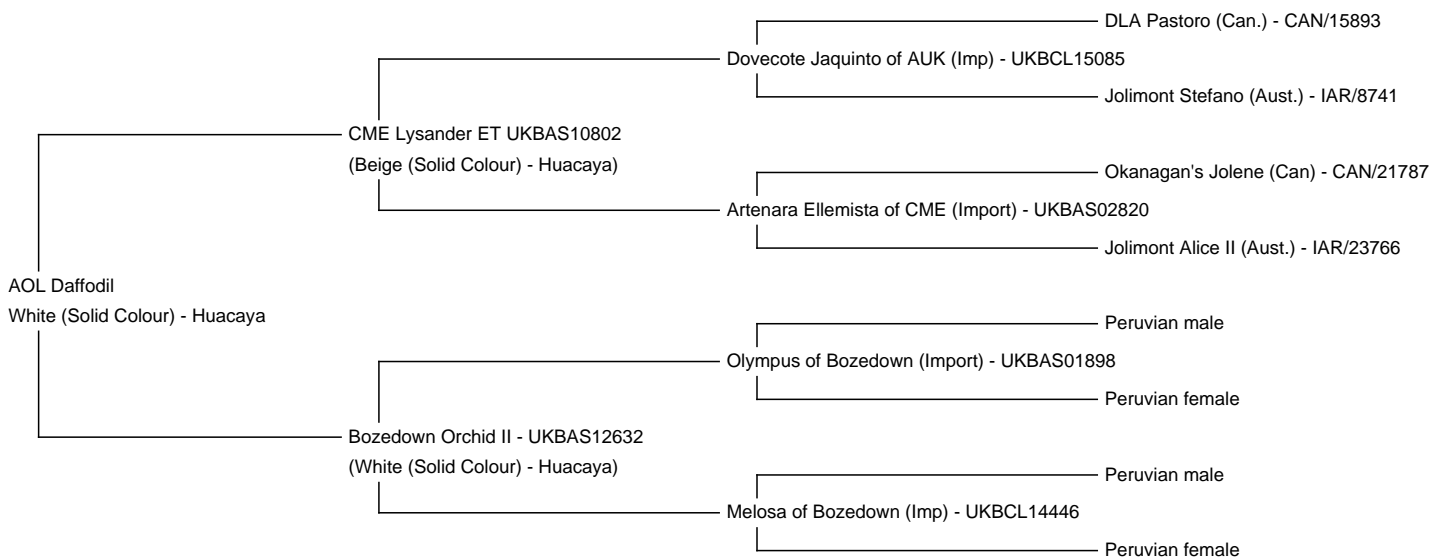 DLA Pastoro (Can.) - CAN/15893
Dovecote Jaquinto of AUK (Imp) - UKBCL15085
Jolimont Stefano (Aust.) - IAR/8741
CME Lysander ET UKBAS10802
(Beige (Solid Colour) - Huacaya)
Okanagan's Jolene (Can) - CAN/21787
Artenara Ellemista of CME (Import) - UKBAS02820
Jolimont Alice II (Aust.) - IAR/23766
AOL Daffodil
White (Solid Colour) - Huacaya
Peruvian male
Olympus of Bozedown (Import) - UKBAS01898
Peruvian female
Bozedown Orchid II - UKBAS12632
(White (Solid Colour) - Huacaya)
Peruvian male
Melosa of Bozedown (Imp) - UKBCL14446
Peruvian female